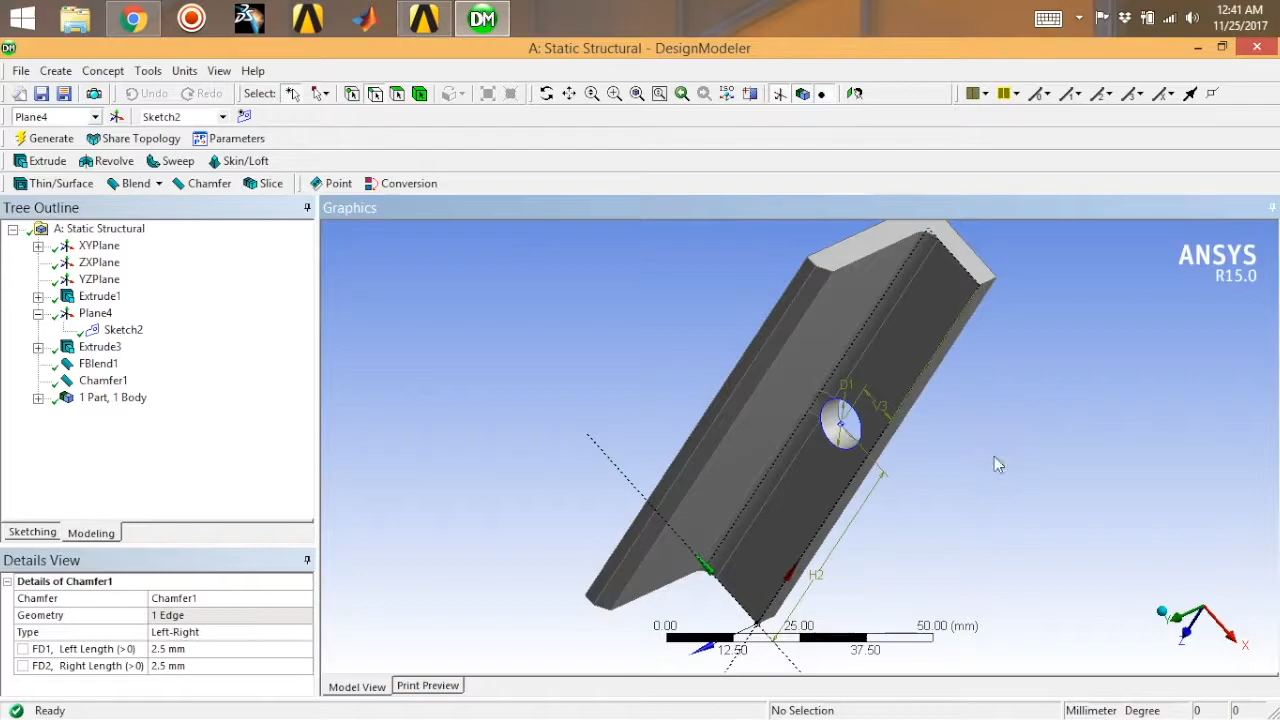 12:41 AM
11/25/2017
DM
A: Static Structural - DesignModeler
File Create Concept Tools Units View Help
Undo Redo Select:
Plane4 Sketch2
Generate Share Topology Parameters
Extrude Revolve Sweep Skin/Loft
Thin/Surface Blend Chamfer Slice Point Conversion
Tree Outline
A: Static Structural
XYPlane
ZXPlane
YZPlane
Extrude1
Plane4
Sketch2
Extrude3
FBlend1
Chamfer1
1 Part, 1 Body
Sketching Modeling
Details View
Details of Chamfer1
Chamfer Chamfer1
Geometry 1 Edge
Type Left-Right
FD1, Left Length (>0) 2.5 mm
FD2, Right Length (>0) 2.5 mm
Graphics
ANSYS
R15.0
D1
V3
H2
0.00 25.00 50.00 (mm)
12.50 37.50
Y
Z
X
Model View Print Preview
Ready No Selection Millimeter Degree 0 0